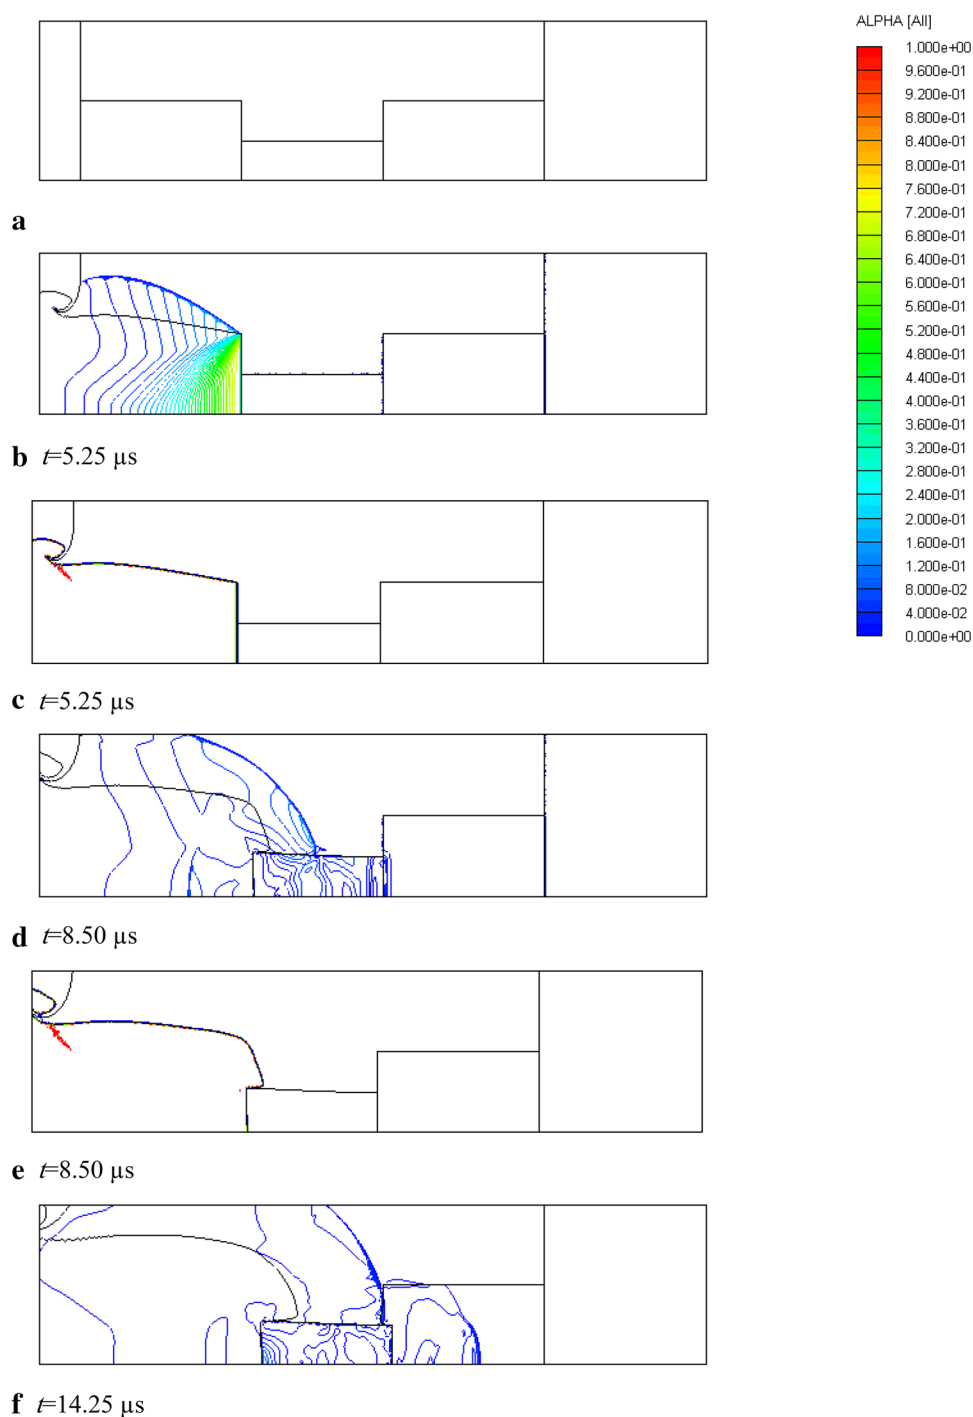 ALPHA [All]
1.000e+00
9.600e-01
9.200e-01
8.800e-01
8.400e-01
8.000e-01
7.600e-01
7.200e-01
6.800e-01
6.400e-01
6.000e-01
5.600e-01
5.200e-01
4.800e-01
4.400e-01
4.000e-01
3.600e-01
3.200e-01
2.800e-01
2.400e-01
2.000e-01
1.600e-01
1.200e-01
8.000e-02
4.000e-02
0.000e+00
a
b t=5.25 µs
c t=5.25 µs
d t=8.50 µs
e t=8.50 µs
f t=14.25 µs